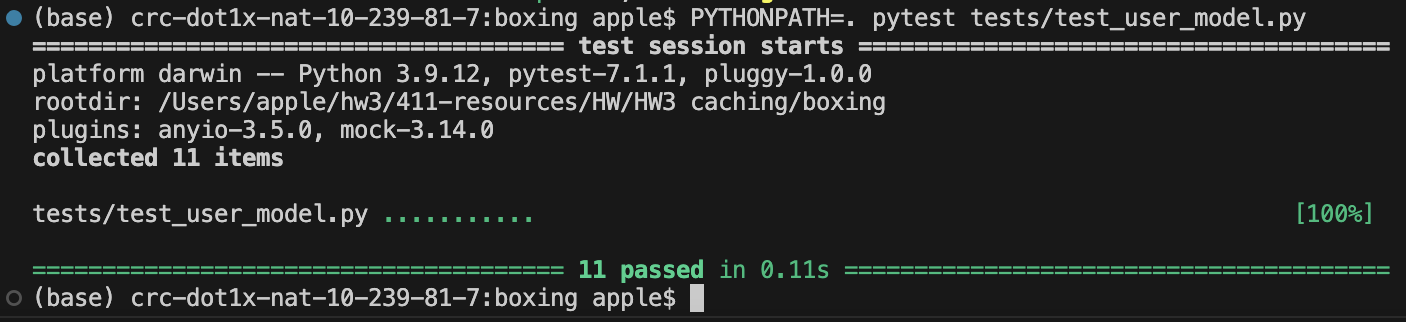 (base) crc-dot1x-nat-10-239-81-7:boxing apple$ PYTHONPATH=. pytest tests/test_user_model.py
====================================== test session starts ======================================
platform darwin -- Python 3.9.12, pytest-7.1.1, pluggy-1.0.0
rootdir: /Users/apple/hw3/411-resources/HW/HW3 caching/boxing
plugins: anyio-3.5.0, mock-3.14.0
collected 11 items
tests/test_user_model.py ........... [100%]
====================================== 11 passed in 0.11s =======================================
(base) crc-dot1x-nat-10-239-81-7:boxing apple$